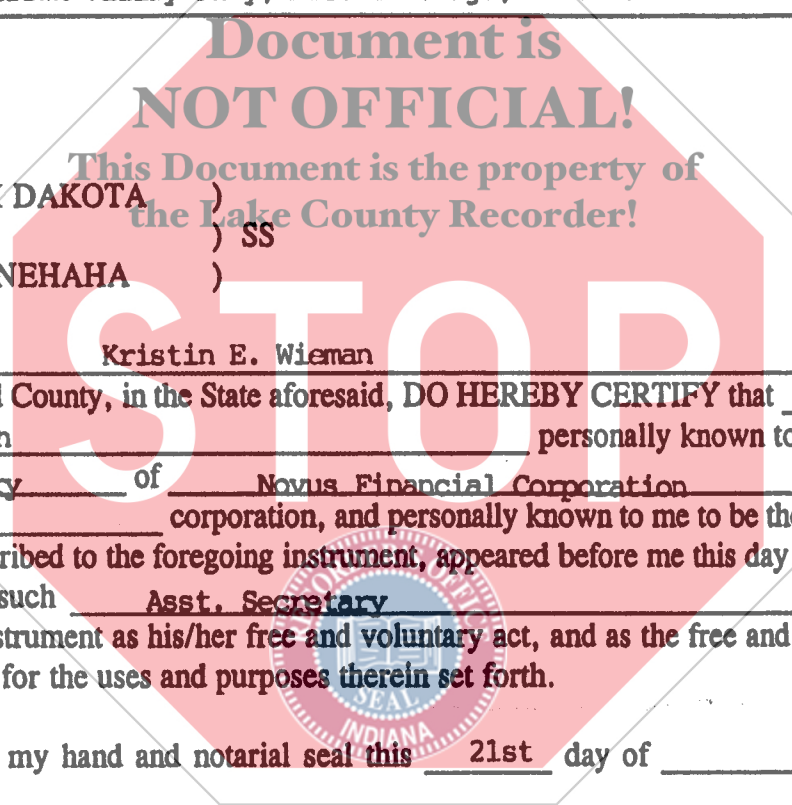 Document is
NOT OFFICIAL!
This Document is the property of
the Lake County Recorder!
DAKOTA )
) SS
NEHAHA )
STOP
Kristin E. Wieman
County, in the State aforesaid, DO HEREBY CERTIFY that
personally known to
of Novus Financial Corporation
corporation, and personally known to me to be the
ribed to the foregoing instrument, appeared before me this day
such Asst. Secretary
strument as his/her free and voluntary act, and as the free and
for the uses and purposes therein set forth.
SEAL
INDIANA
my hand and notarial seal this 21st day of